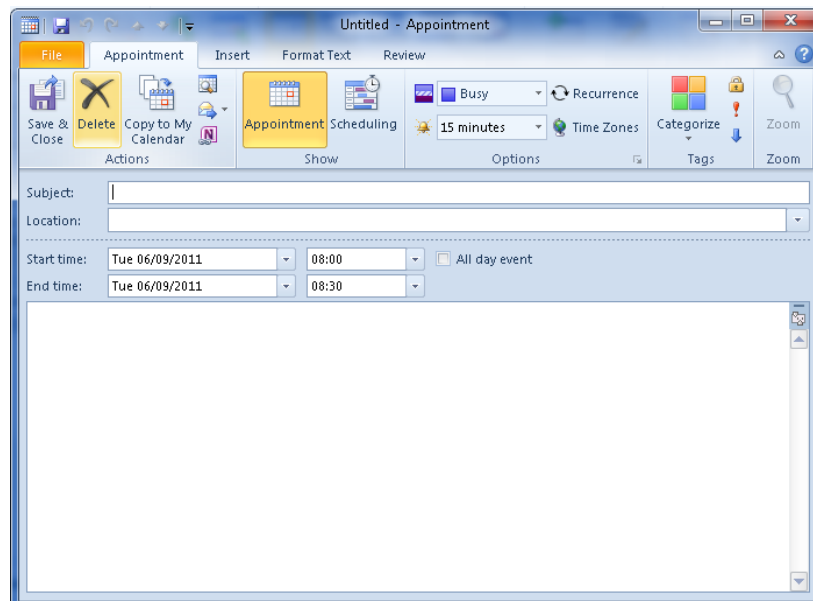 Untitled - Appointment
File Appointment Insert Format Text Review
Save & Close Delete Copy to My Calendar Appointment Scheduling Busy Recurrence Categorize Zoom
15 minutes Time Zones
Actions Show Options Tags Zoom
Subject:
Location:
Start time: Tue 06/09/2011 08:00 All day event
End time: Tue 06/09/2011 08:30